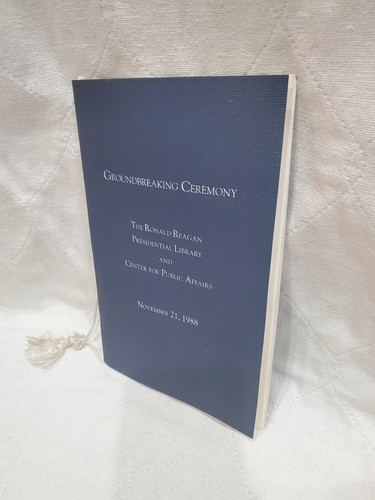 Groundbreaking Ceremony
The Ronald Reagan
Presidential Library
and
Center for Public Affairs
November 21, 1988